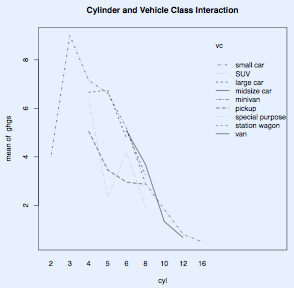 Cylinder and Vehicle Class Interaction
vc
small car
SUV
large car
midsize car
minivan
pickup
special purpose
station wagon
van
mean of ghgs
8
6
4
2
2 3 4 5 6 8 10 12 16
cyl